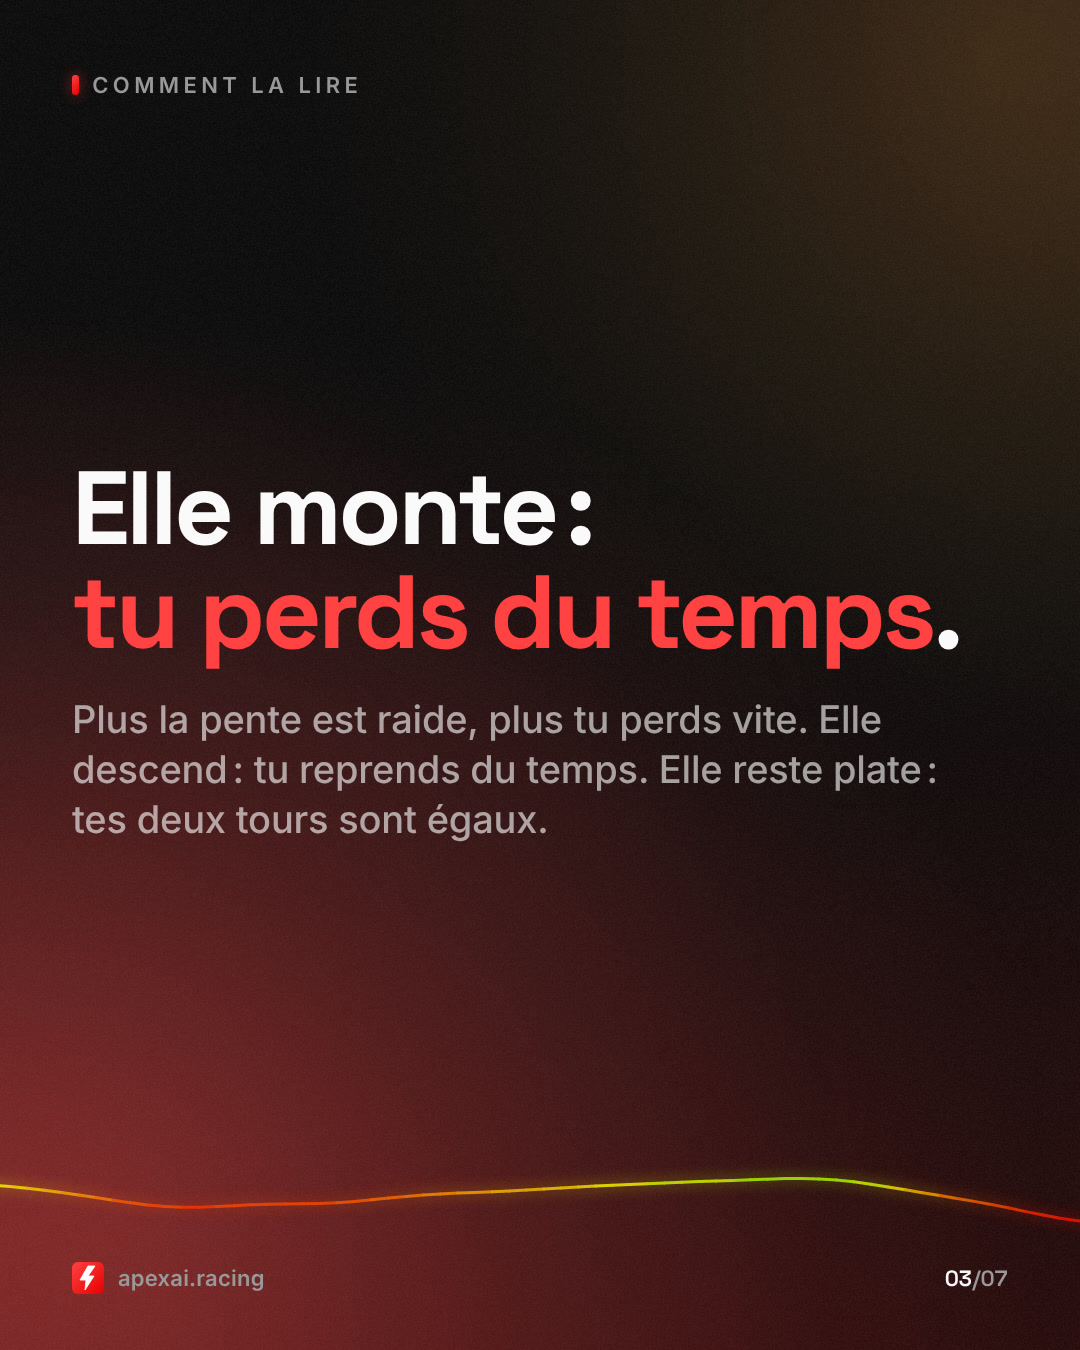 COMMENT LA LIRE
Elle monte :
tu perds du temps.
Plus la pente est raide, plus tu perds vite. Elle
descend : tu reprends du temps. Elle reste plate :
tes deux tours sont égaux.
apexai.racing
03/07